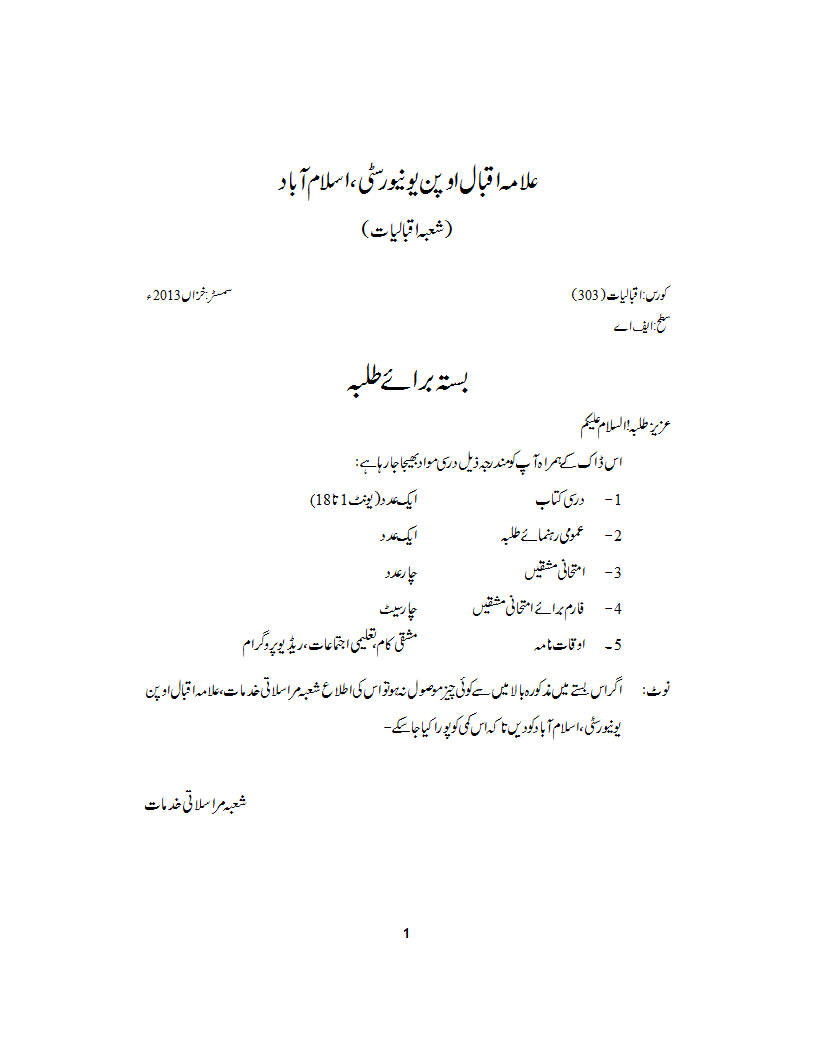 علامہ اقبال اوپن یونیورسٹی، اسلام آباد
(شعبہ اقبالیات)
کورس: اقبالیات (303) سمسٹر: خزاں 2013ء
سطح: ایف اے
بستہ برائے طلبہ
عزیز طلبہ! السلام علیکم
اس ڈاک کے ہمراہ آپ کو مندرجہ ذیل درسی مواد بھیجا جا رہا ہے:
1- درسی کتاب ایک عدد (یونٹ 1 تا 18)
2- عمومی رہنمائے طلبہ ایک عدد
3- امتحانی مشقیں چار عدد
4- فارم برائے امتحانی مشقیں چار سیٹ
5۔ اوقات نامہ مشقی کام، تعلیمی اجتماعات، ریڈیو پروگرام
نوٹ: اگر اس بستے میں مذکورہ بالا میں سے کوئی چیز موصول نہ ہو تو اس کی اطلاع شعبہ مراسلاتی خدمات، علامہ اقبال اوپن
یونیورسٹی، اسلام آباد کو دیں تاکہ اس کمی کو پورا کیا جا سکے-
شعبہ مراسلاتی خدمات
1